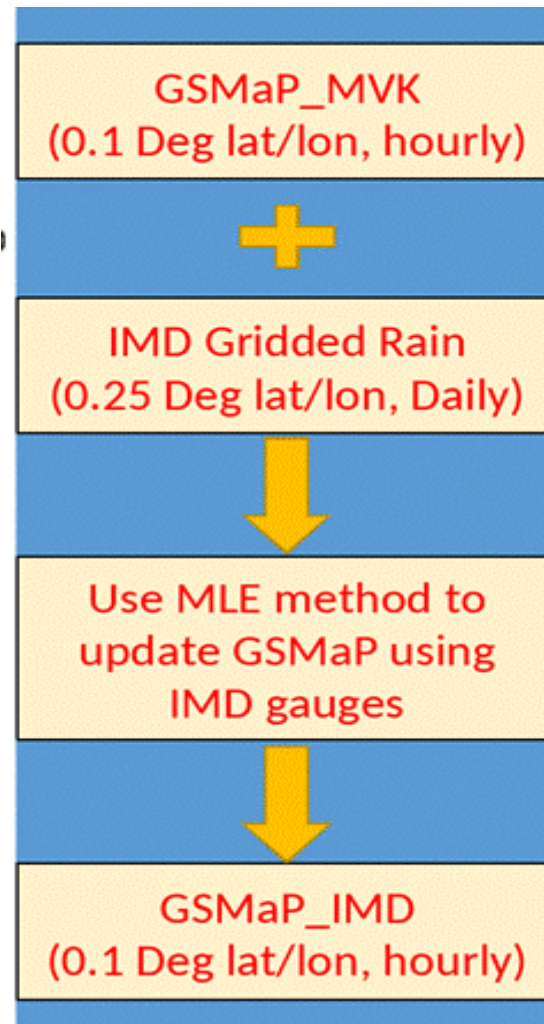 GSMaP_MVK
(0.1 Deg lat/lon, hourly)
IMD Gridded Rain
(0.25 Deg lat/lon, Daily)
Use MLE method to
update GSMaP using
IMD gauges
GSMaP_IMD
(0.1 Deg lat/lon, hourly)